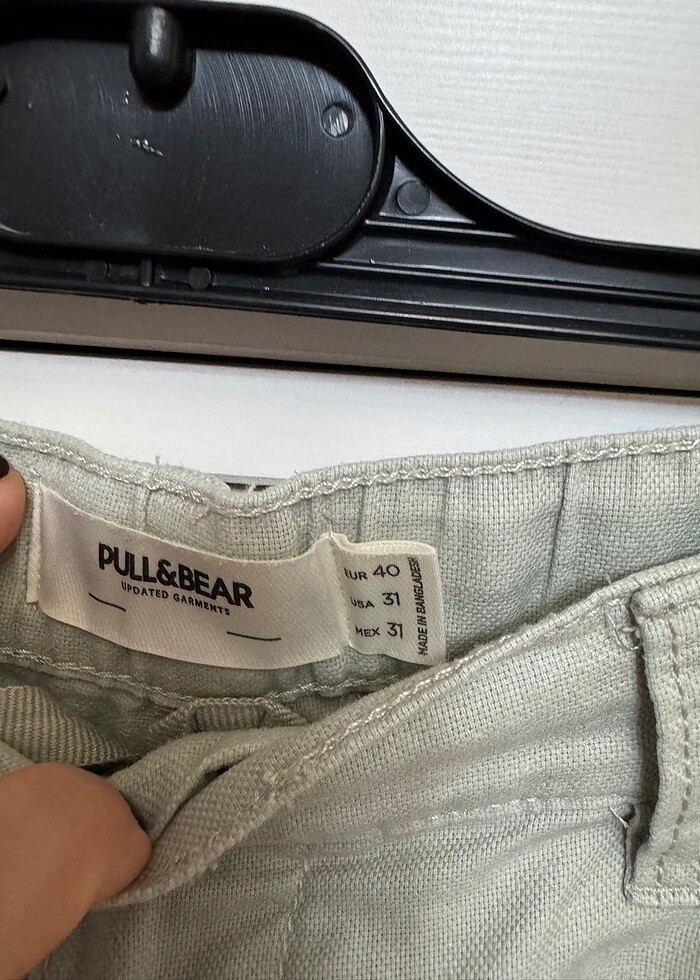 PULL&BEAR
UPDATED GARMENTS
EUR 40
USA 31
MEX 31
MADE IN BANGLADESH